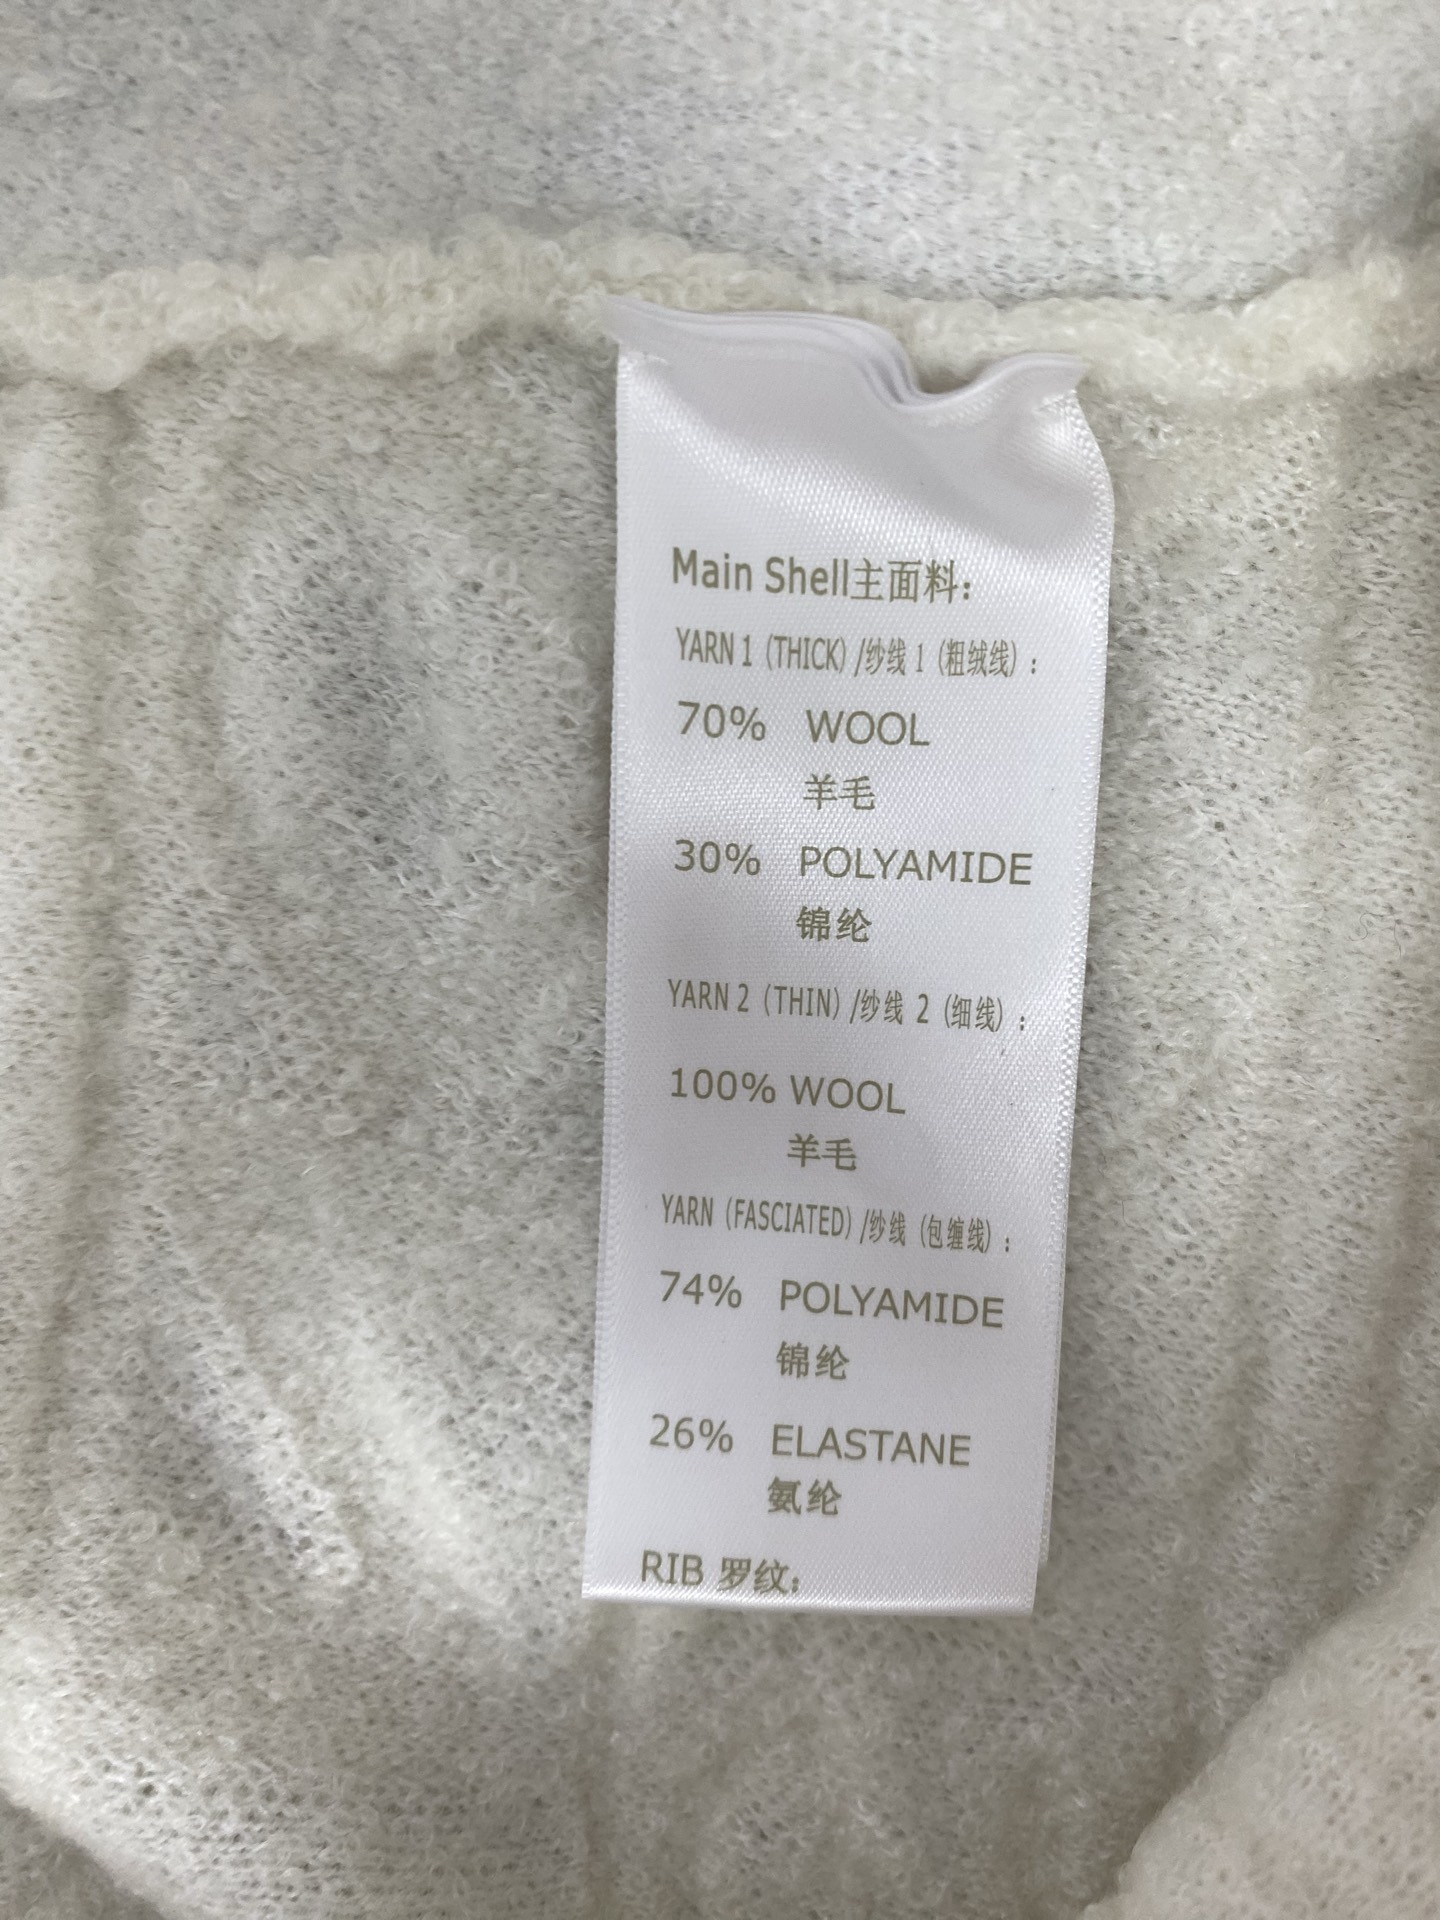 Main Shell主面料:
YARN 1 (THICK) /纱线 1 (粗绒线) :
70% WOOL
羊毛
30% POLYAMIDE
锦纶
YARN 2 (THIN) /纱线 2 (细线) :
100% WOOL
羊毛
YARN (FASCIATED) /纱线 (包缠线) :
74% POLYAMIDE
锦纶
26% ELASTANE
氨纶
RIB 罗纹: